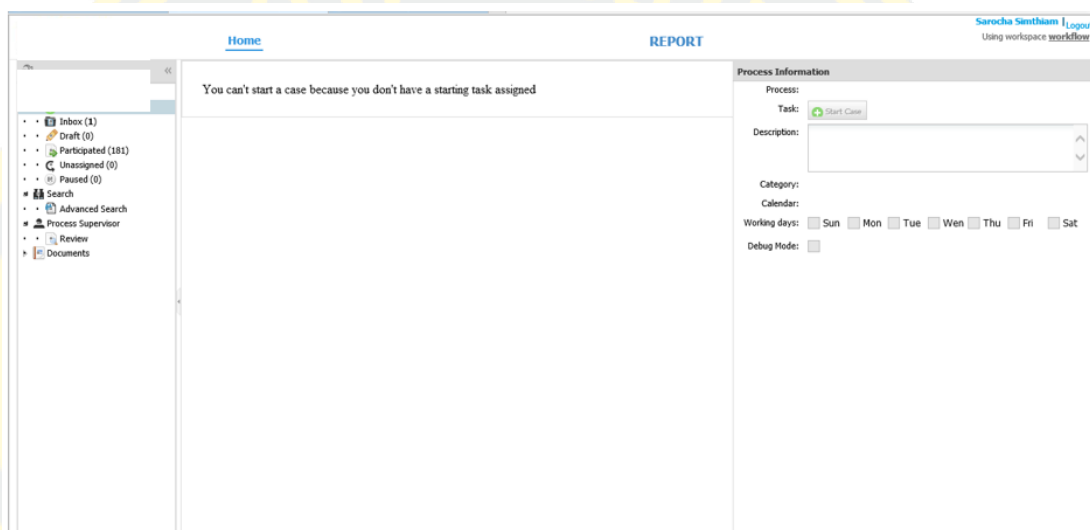 Sarocha Simthiam | Logou
Using workspace workflow
Home
REPORT
Inbox (1)
Draft (0)
Participated (181)
Unassigned (0)
Paused (0)
Search
Advanced Search
Process Supervisor
Review
Documents
You can't start a case because you don't have a starting task assigned
Process Information
Process:
Task: Start Case
Description:
Category:
Calendar:
Working days: Sun Mon Tue Wen Thu Fri Sat
Debug Mode: